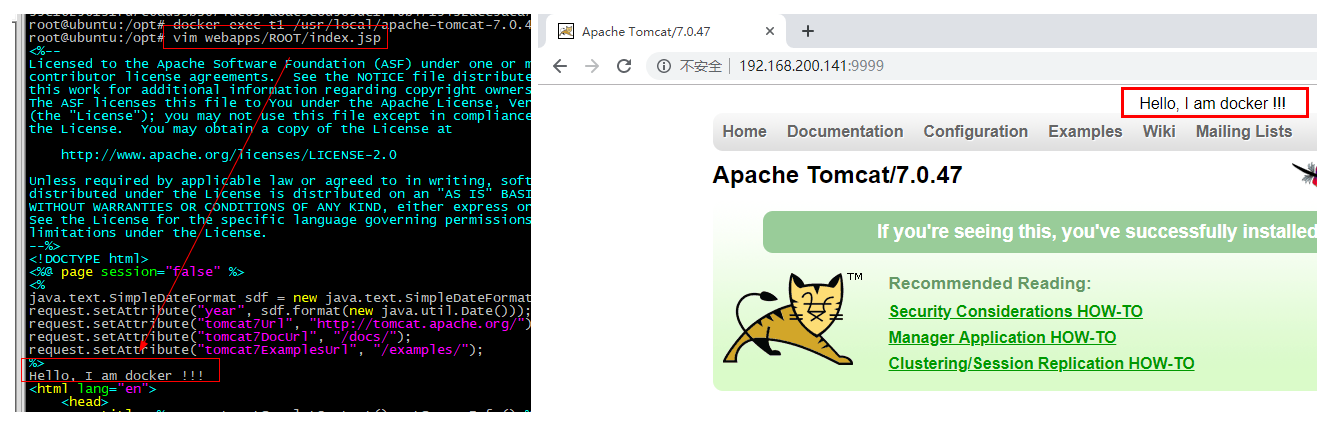 root@ubuntu:/opt# docker exec t1 /usr/local/apache-tomcat-7.0.4
root@ubuntu:/opt# vim webapps/ROOT/index.jsp
<%--
Licensed to the Apache Software Foundation (ASF) under one or m
contributor license agreements.  See the NOTICE file distribute
this work for additional information regarding copyright owners
The ASF licenses this file to You under the Apache License, Ver
(the "License"); you may not use this file except in compliance
the License.  You may obtain a copy of the License at
http://www.apache.org/licenses/LICENSE-2.0
Unless required by applicable law or agreed to in writing, soft
distributed under the License is distributed on an "AS IS" BASI
WITHOUT WARRANTIES OR CONDITIONS OF ANY KIND, either express or
See the License for the specific language governing permissions
limitations under the License.
--%>
<!DOCTYPE html>
<%@ page session="false" %>
<%
java.text.SimpleDateFormat sdf = new java.text.SimpleDateFormat
request.setAttribute("year", sdf.format(new java.util.Date()));
request.setAttribute("tomcat7Url", "http://tomcat.apache.org/")
request.setAttribute("tomcat7DocUrl", "/docs/");
request.setAttribute("tomcat7ExamplesUrl", "/examples/");
%>
Hello, I am docker !!!
<html lang="en">
<head>
Apache Tomcat/7.0.47
不安全 | 192.168.200.141:9999
Hello, I am docker !!!
Home Documentation Configuration Examples Wiki Mailing Lists
Apache Tomcat/7.0.47
If you're seeing this, you've successfully installed
TM
Recommended Reading:
Security Considerations HOW-TO
Manager Application HOW-TO
Clustering/Session Replication HOW-TO